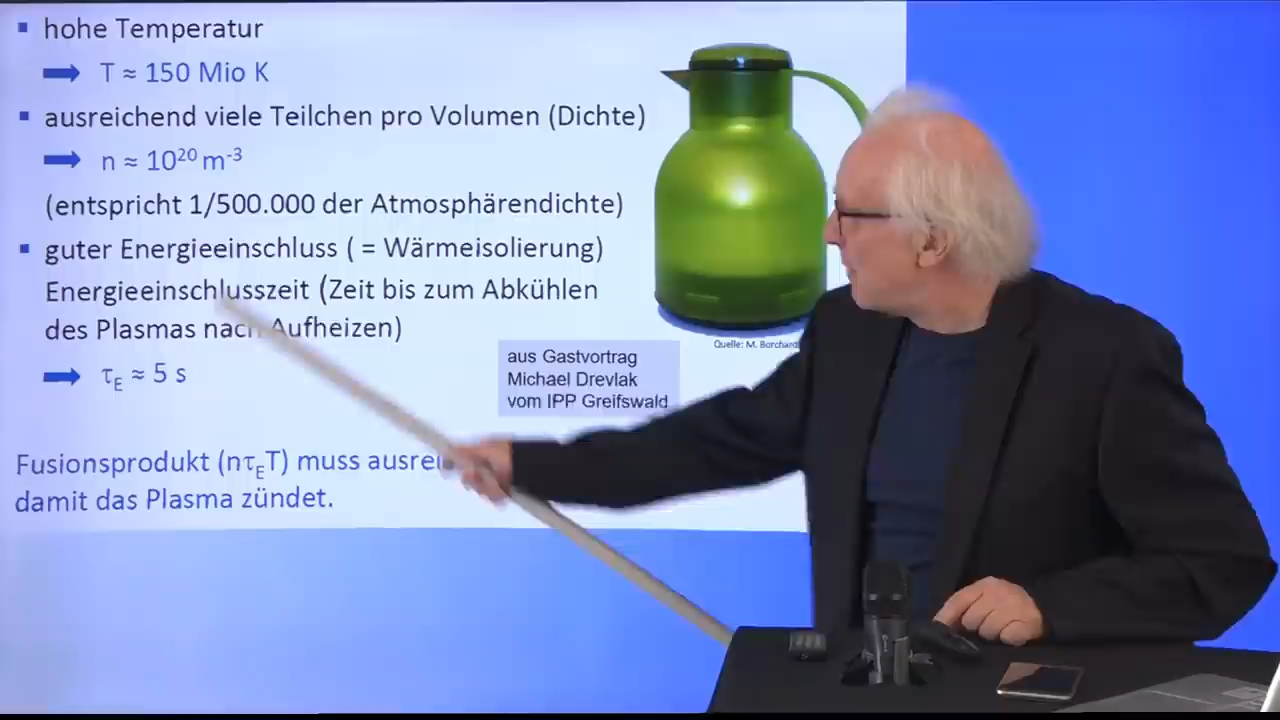 ▪ hohe Temperatur
➡ T ≈ 150 Mio K
▪ ausreichend viele Teilchen pro Volumen (Dichte)
➡ n ≈ 10²⁰ m⁻³
(entspricht 1/500.000 der Atmosphärendichte)
▪ guter Energieeinschluss ( = Wärmeisolierung)
Energieeinschlusszeit (Zeit bis zum Abkühlen
des Plasmas nach Aufheizen)
➡ τE ≈ 5 s
Quelle: M. Borchard
aus Gastvortrag
Michael Drevlak
vom IPP Greifswald
Fusionsprodukt (nτET) muss
damit das Plasma zündet.